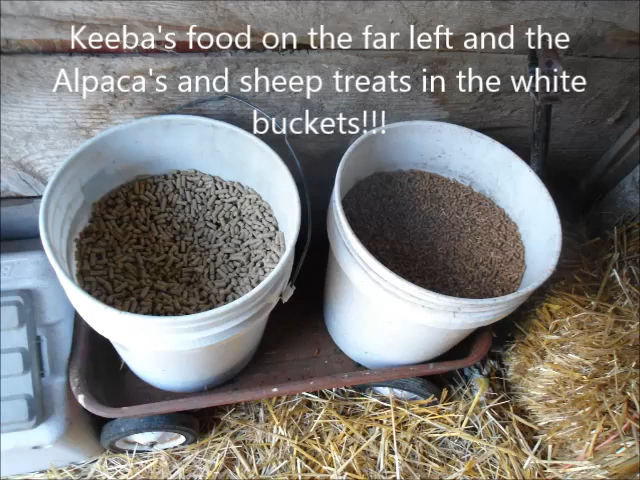 Keeba's food on the far left and the
Alpaca's and sheep treats in the white
buckets!!!